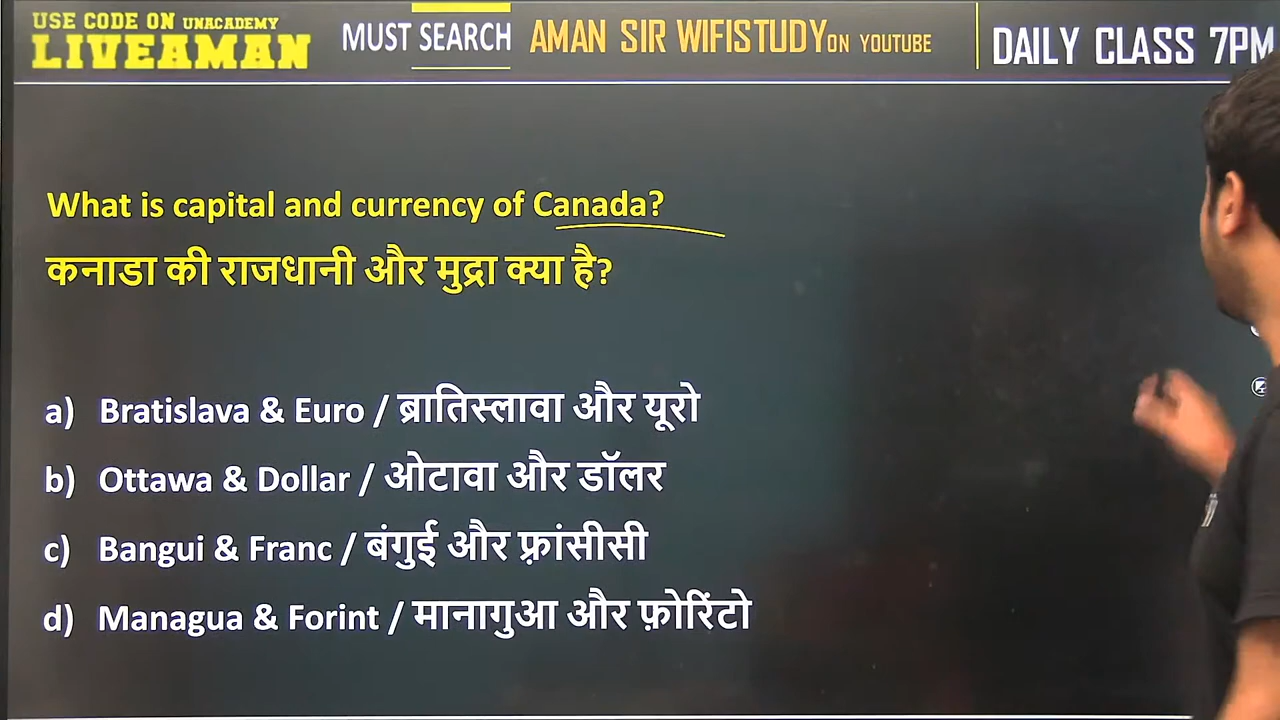 USE CODE ON UNACADEMY
LIVEAMAN
MUST SEARCH
AMAN SIR WIFISTUDY ON YOUTUBE
DAILY CLASS 7PM
What is capital and currency of Canada?
कनाडा की राजधानी और मुद्रा क्या है?
a) Bratislava & Euro / ब्रातिस्लावा और यूरो
b) Ottawa & Dollar / ओटावा और डॉलर
c) Bangui & Franc / बंगुई और फ़्रांसीसी
d) Managua & Forint / मानागुआ और फ़ोरिंटो